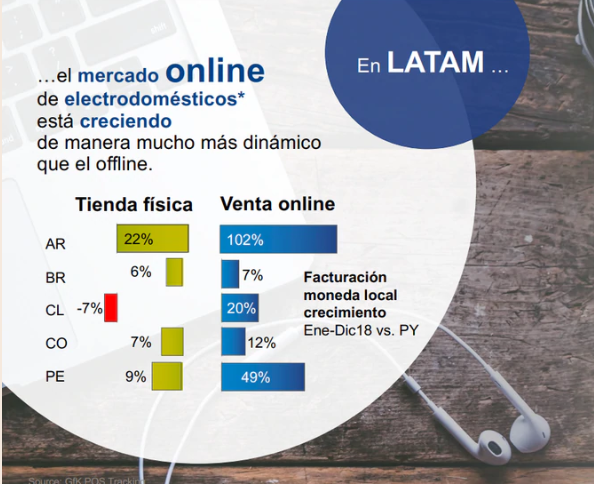 En LATAM ...
...el mercado online
de electrodomésticos*
está creciendo
de manera mucho más dinámico
que el offline.
Tienda física Venta online
AR 22% 102%
BR 6% 7%
CL -7% 20%
CO 7% 12%
PE 9% 49%
Facturación
moneda local
crecimiento
Ene-Dic18 vs. PY
Source: GfK POS Tracking